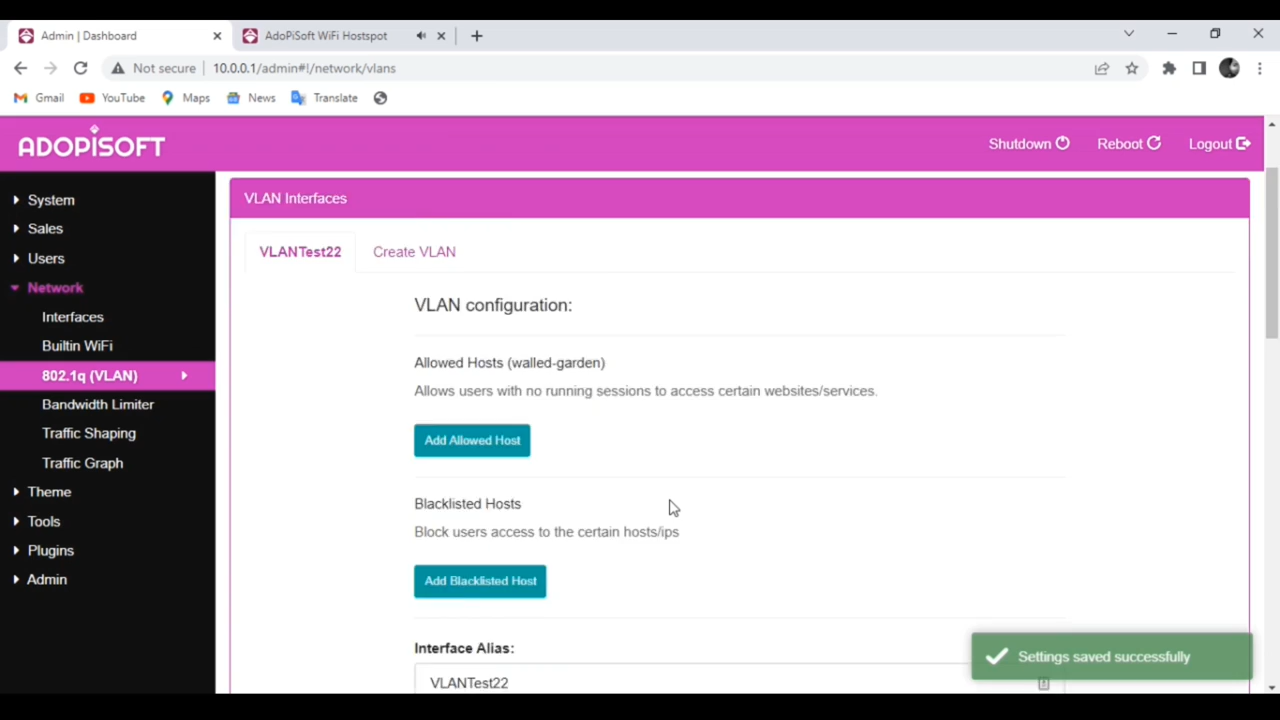 Admin | Dashboard
AdoPiSoft WiFi Hostspot
Not secure
10.0.0.1/admin#!/network/vlans
Gmail
YouTube
Maps
News
Translate
ADOPISOFT
Shutdown
Reboot
Logout
System
Sales
Users
Network
Interfaces
Builtin WiFi
802.1q (VLAN)
Bandwidth Limiter
Traffic Shaping
Traffic Graph
Theme
Tools
Plugins
Admin
VLAN Interfaces
VLANTest22
Create VLAN
VLAN configuration:
Allowed Hosts (walled-garden)
Allows users with no running sessions to access certain websites/services.
Add Allowed Host
Blacklisted Hosts
Block users access to the certain hosts/ips
Add Blacklisted Host
Interface Alias:
VLANTest22
Settings saved successfully